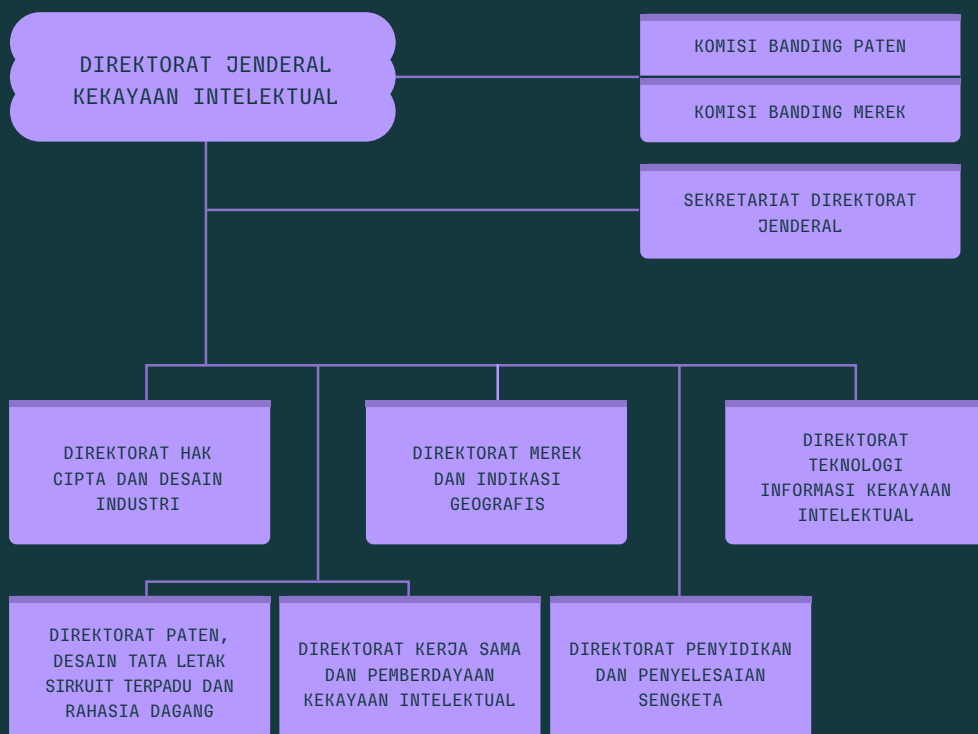 DIREKTORAT JENDERAL
KEKAYAAN INTELEKTUAL
KOMISI BANDING PATEN
KOMISI BANDING MEREK
SEKRETARIAT DIREKTORAT
JENDERAL
DIREKTORAT HAK
CIPTA DAN DESAIN
INDUSTRI
DIREKTORAT MEREK
DAN INDIKASI
GEOGRAFIS
DIREKTORAT
TEKNOLOGI
INFORMASI KEKAYAAN
INTELEKTUAL
DIREKTORAT PATEN,
DESAIN TATA LETAK
SIRKUIT TERPADU DAN
RAHASIA DAGANG
DIREKTORAT KERJA SAMA
DAN PEMBERDAYAAN
KEKAYAAN INTELEKTUAL
DIREKTORAT PENYIDIKAN
DAN PENYELESAIAN
SENGKETA